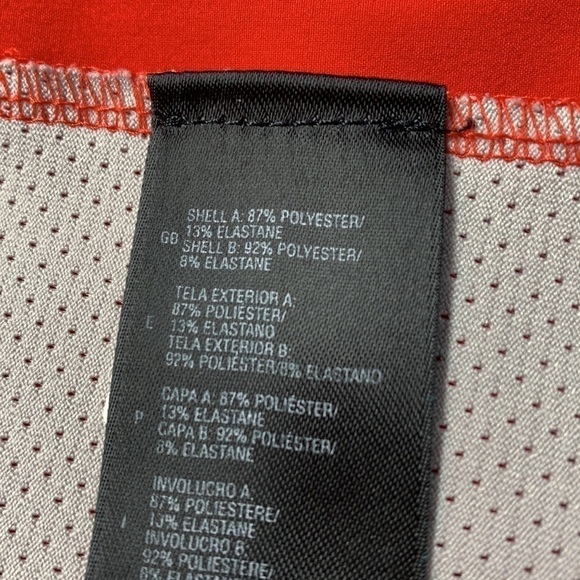 SHELL A: 87% POLYESTER/
13% ELASTANE
GB SHELL B: 92% POLYESTER/
8% ELASTANE
TELA EXTERIOR A:
87% POLIÉSTER/
E 13% ELASTANO
TELA EXTERIOR B:
92% POLIÉSTER/8% ELASTANO
CAPA A: 87% POLIÉSTER/
P 13% ELASTANE
CAPA B: 92% POLIÉSTER/
8% ELASTANE
INVOLUCRO A:
87% POLIESTERE/
I 13% ELASTANE
INVOLUCRO B:
92% POLIESTERE/
8% ELASTANE